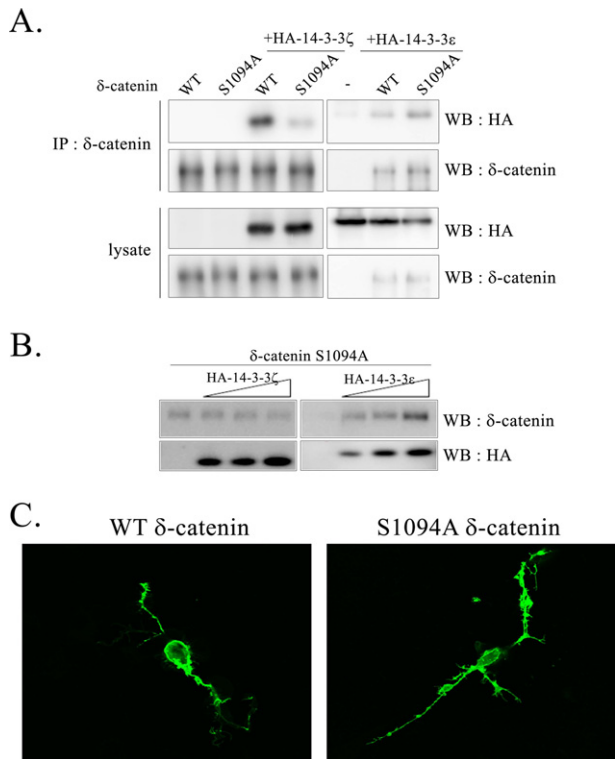 A.
+HA-14-3-3ζ +HA-14-3-3ε
δ-catenin WT S1094A WT S1094A - WT S1094A
IP : δ-catenin
WB : HA
WB : δ-catenin
lysate
WB : HA
WB : δ-catenin
B.
δ-catenin S1094A
HA-14-3-3ζ HA-14-3-3ε
WB : δ-catenin
WB : HA
C.
WT δ-catenin S1094A δ-catenin